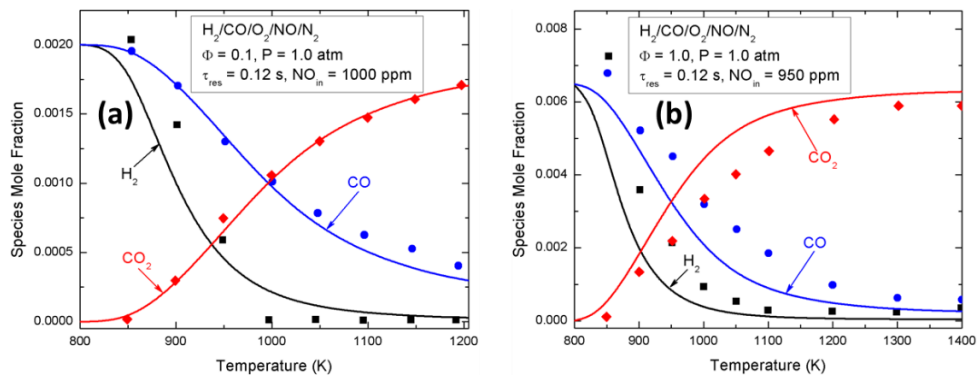 H₂/CO/O₂/NO/N₂
Φ = 0.1, P = 1.0 atm
τres = 0.12 s, NOin = 1000 ppm
(a)
H₂
CO
CO₂
Species Mole Fraction
0.0020
0.0015
0.0010
0.0005
0.0000
800
900
1000
1100
1200
Temperature (K)
H₂/CO/O₂/NO/N₂
Φ = 1.0, P = 1.0 atm
τres = 0.12 s, NOin = 950 ppm
(b)
CO₂
CO
H₂
Species Mole Fraction
0.008
0.006
0.004
0.002
0.000
800
900
1000
1100
1200
1300
1400
Temperature (K)